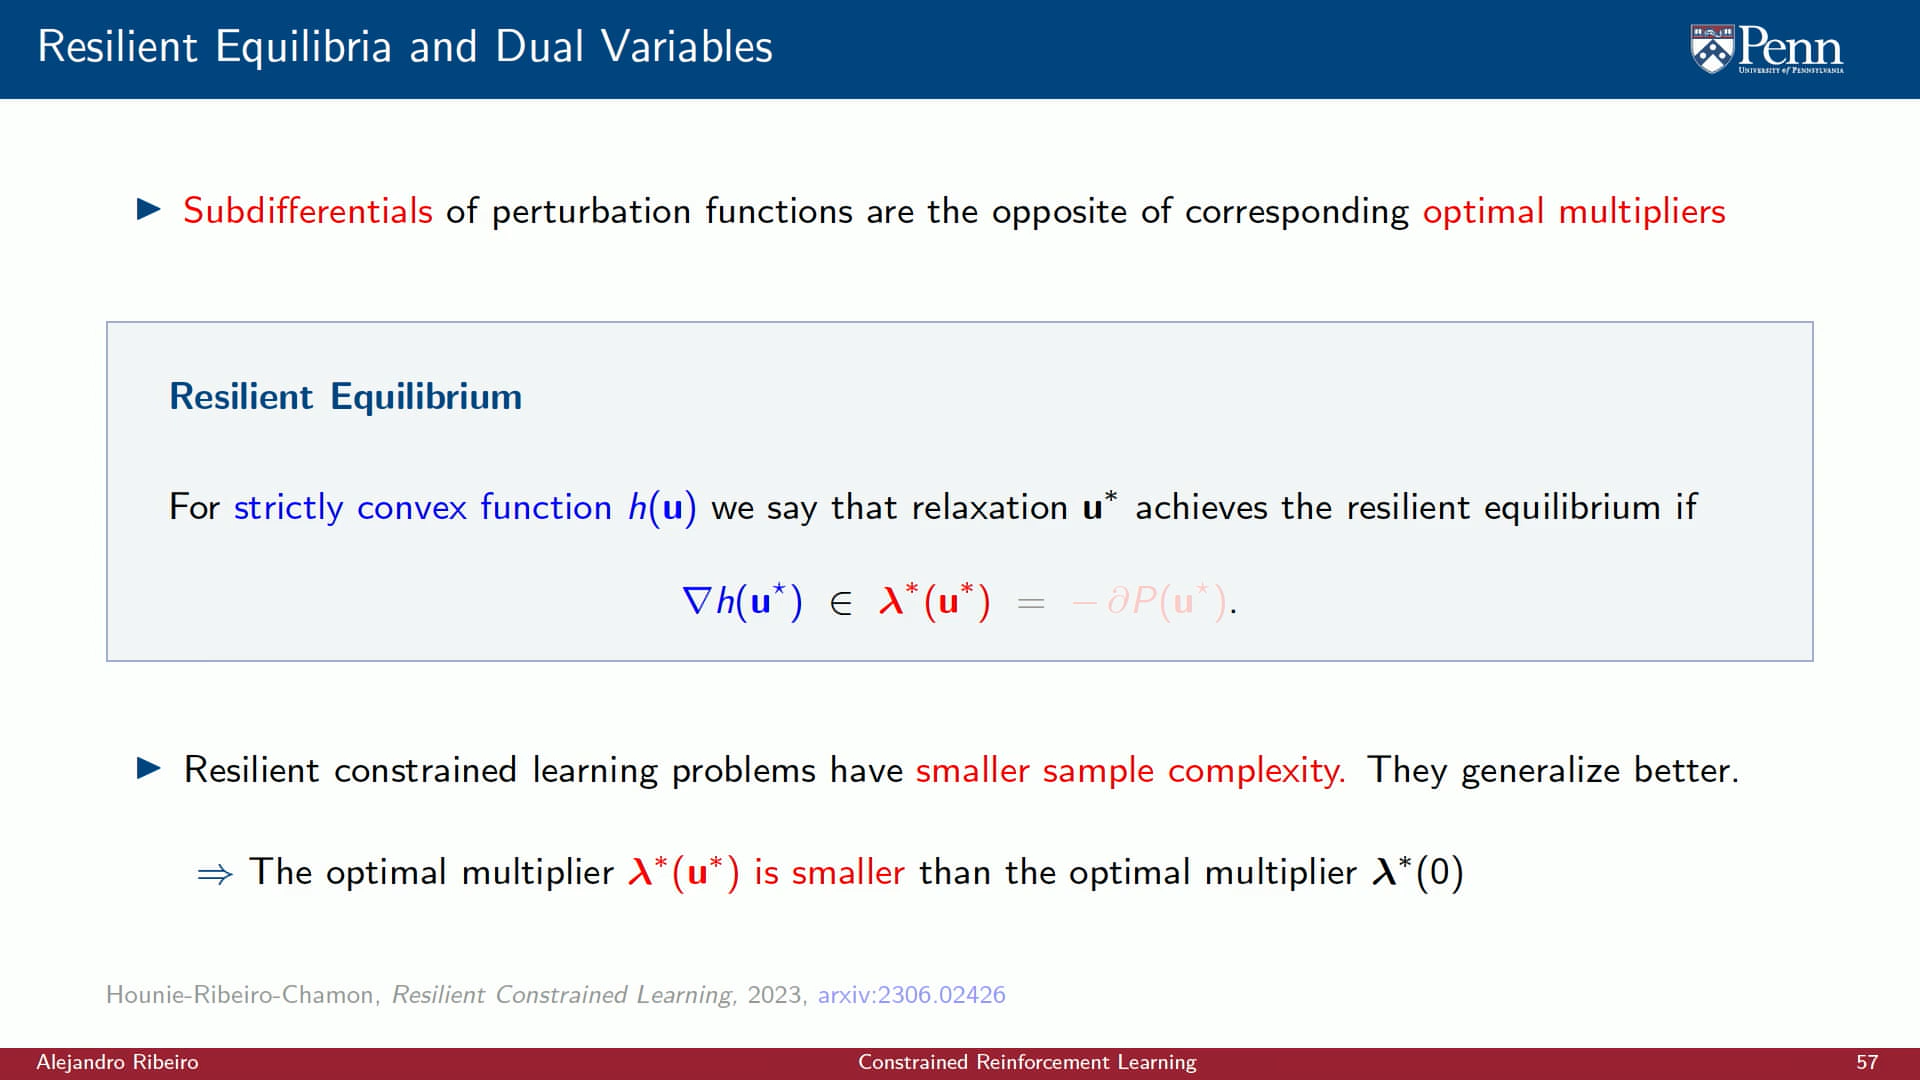 Resilient Equilibria and Dual Variables
Penn
UNIVERSITY of PENNSYLVANIA
▶ Subdifferentials of perturbation functions are the opposite of corresponding optimal multipliers
Resilient Equilibrium
For strictly convex function h(u) we say that relaxation u* achieves the resilient equilibrium if
∇h(u⋆) ∈ λ*(u*) = − ∂P(u⋆).
▶ Resilient constrained learning problems have smaller sample complexity. They generalize better.
⇒ The optimal multiplier λ*(u*) is smaller than the optimal multiplier λ*(0)
Hounie-Ribeiro-Chamon, Resilient Constrained Learning, 2023, arxiv:2306.02426
Alejandro Ribeiro
Constrained Reinforcement Learning
57